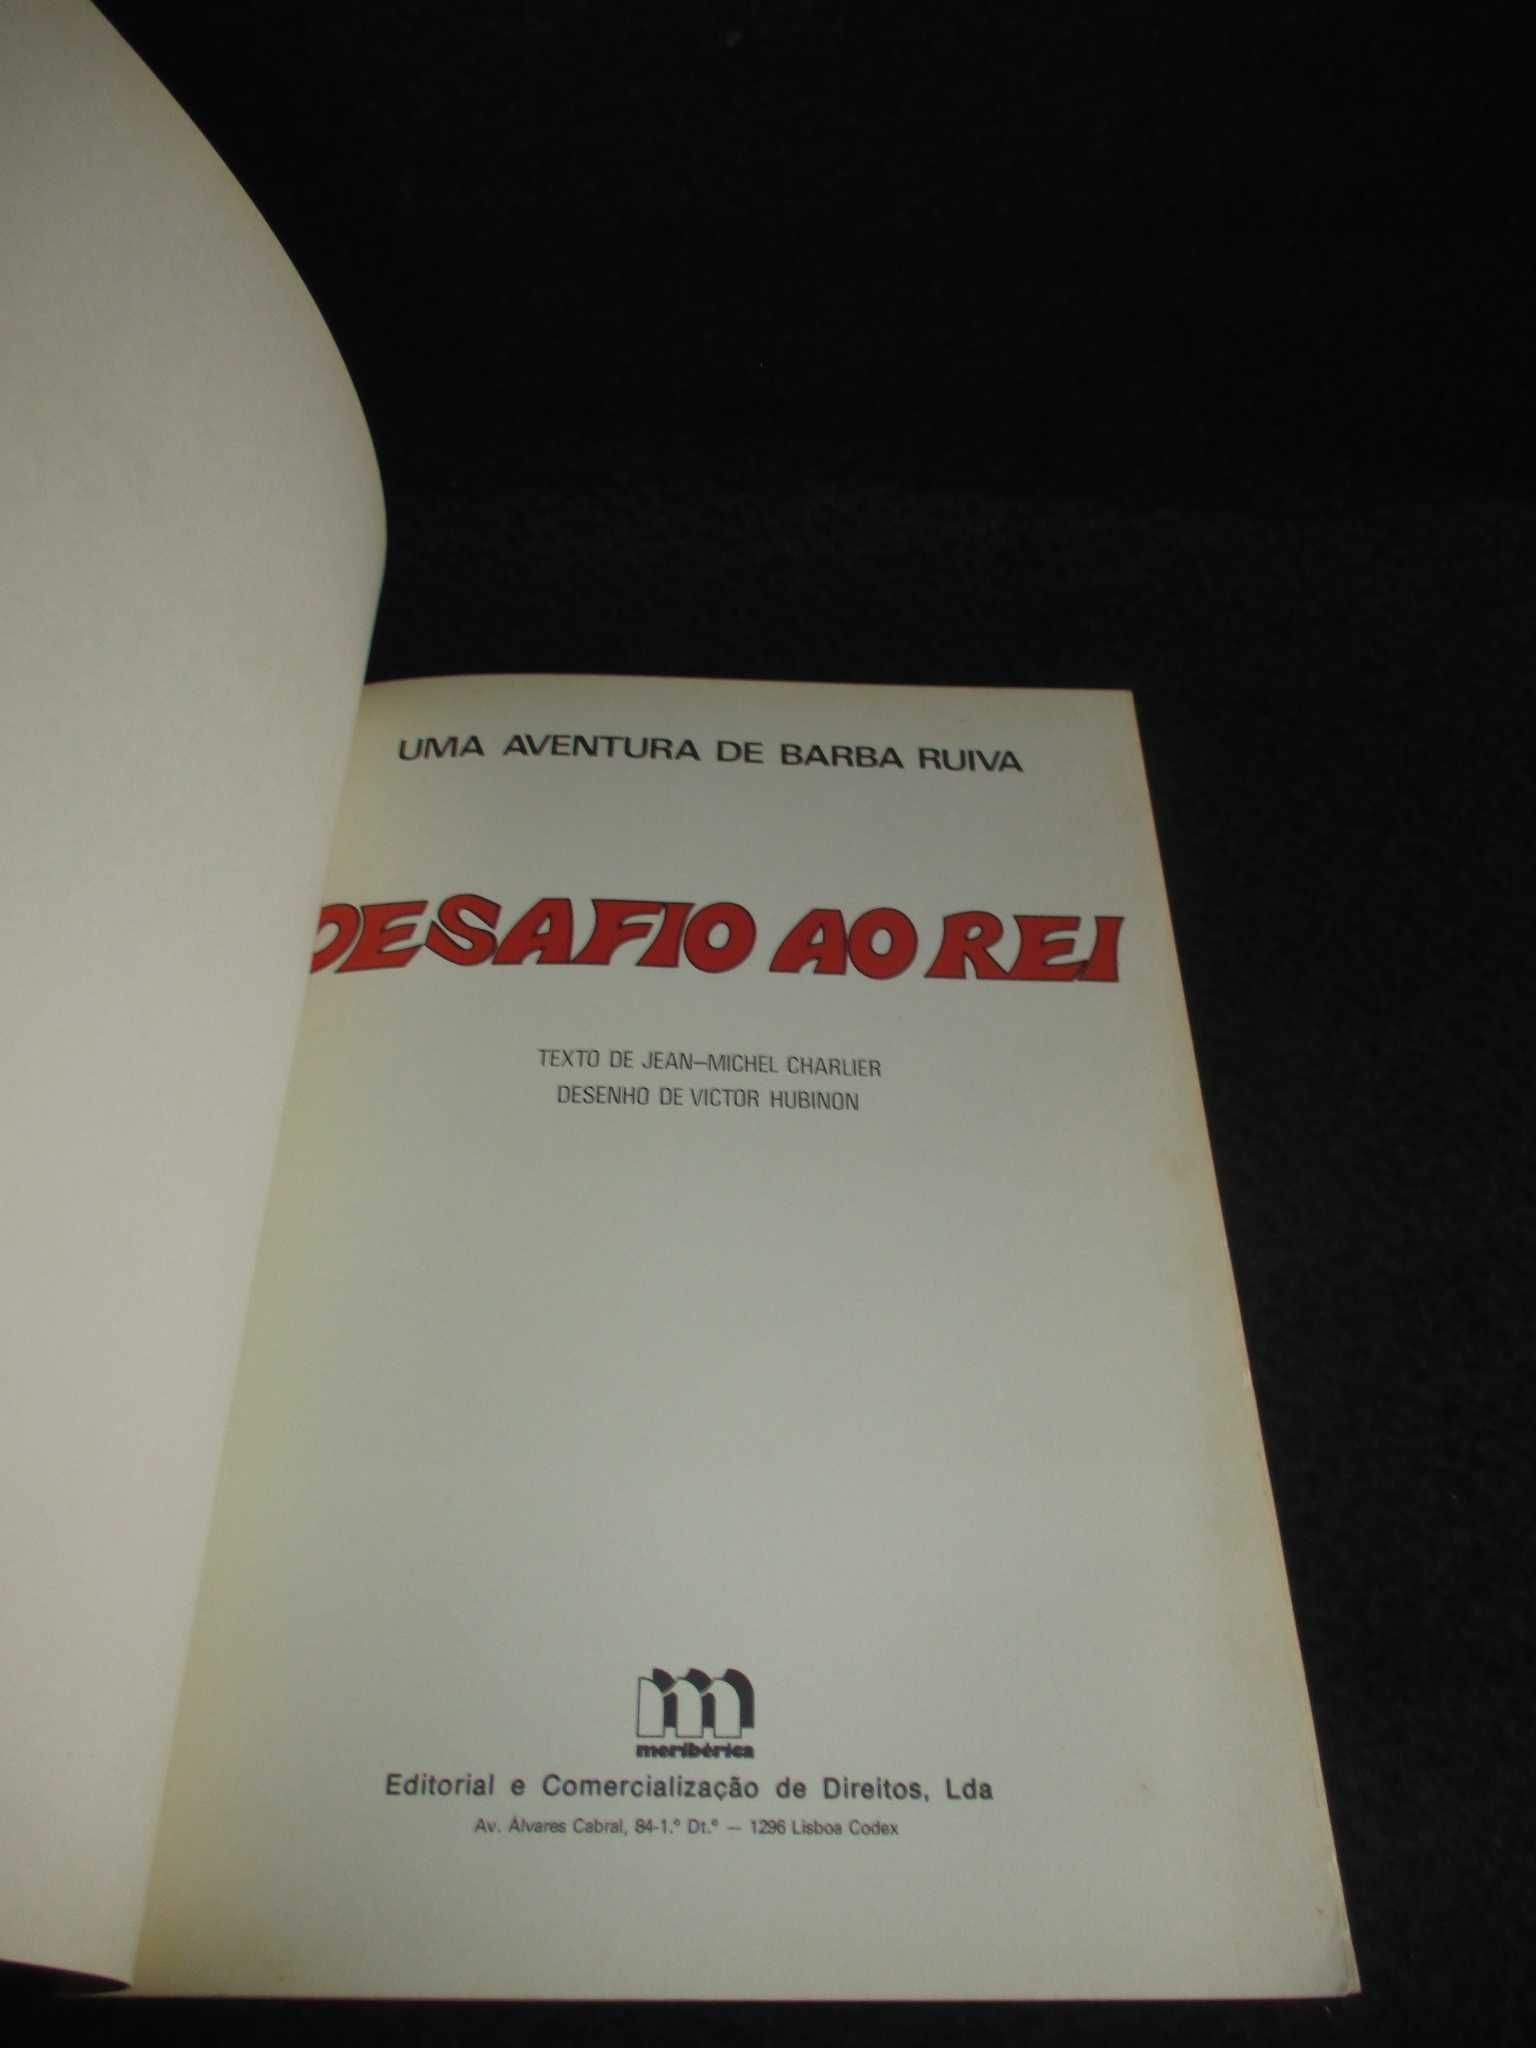 UMA AVENTURA DE BARBA RUIVA
DESAFIO AO REI
TEXTO DE JEAN-MICHEL CHARLIER
DESENHO DE VICTOR HUBINON
m
meribérica
Editorial e Comercialização de Direitos, Lda
Av. Álvares Cabral, 84-1.º Dt.º — 1296 Lisboa Codex